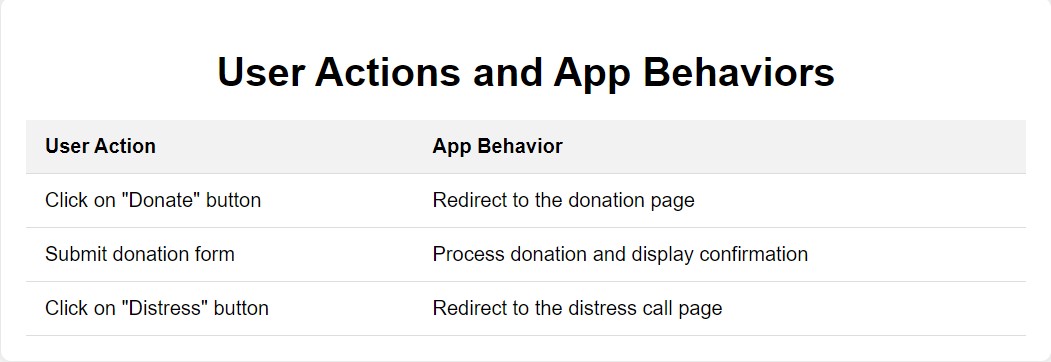 User Actions and App Behaviors
User Action App Behavior
Click on "Donate" button Redirect to the donation page
Submit donation form Process donation and display confirmation
Click on "Distress" button Redirect to the distress call page